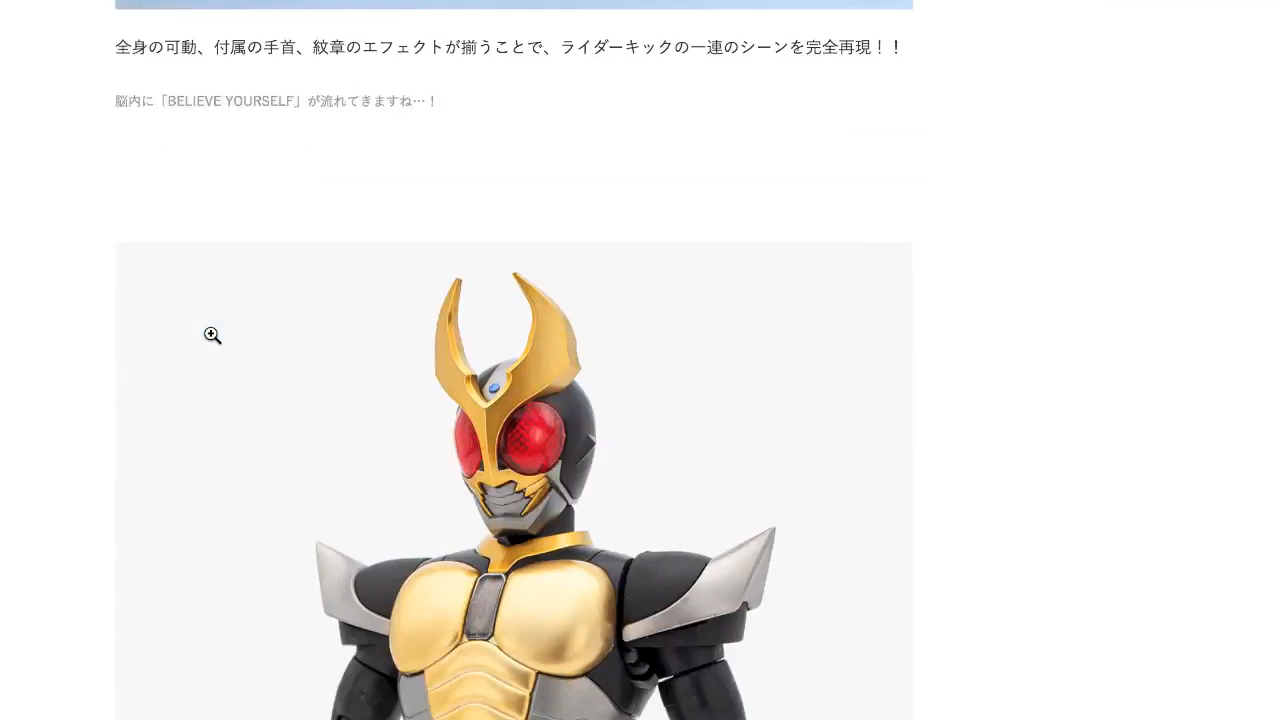 全身の可動、付属の手首、紋章のエフェクトが揃うことで、ライダーキックの一連のシーンを完全再現！！
脳内に「BELIEVE YOURSELF」が流れてきますね…！